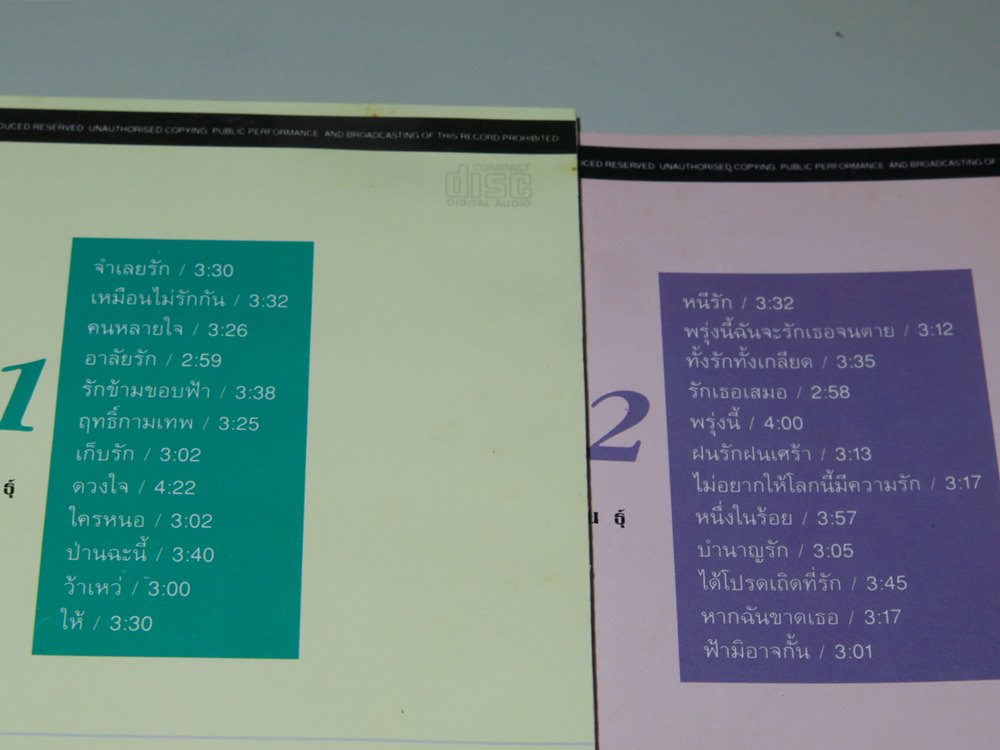 DUCED RESERVED. UNAUTHORISED COPYING. PUBLIC PERFORMANCE AND BROADCASTING OF THIS RECORD PROHIBITED
COMPACT
disc
DIGITAL AUDIO
1
จำเลยรัก / 3:30
เหมือนไม่รักกัน / 3:32
คนหลายใจ / 3:26
อาลัยรัก / 2:59
รักข้ามขอบฟ้า / 3:38
ฤทธิ์กามเทพ / 3:25
เก็บรัก / 3:02
ดวงใจ / 4:22
ใครหนอ / 3:02
ป่านฉะนี้ / 3:40
ว้าเหว่ / 3:00
ให้ / 3:30
ธุ์
UCED RESERVED. UNAUTHORISED COPYING. PUBLIC PERFORMANCE AND BROADCASTING OF
2
หนีรัก / 3:32
พรุ่งนี้ฉันจะรักเธอจนตาย / 3:12
ทั้งรักทั้งเกลียด / 3:35
รักเธอเสมอ / 2:58
พรุ่งนี้ / 4:00
ฝนรักฝนเศร้า / 3:13
ไม่อยากให้โลกนี้มีความรัก / 3:17
หนึ่งในร้อย / 3:57
บำนาญรัก / 3:05
ได้โปรดเถิดที่รัก / 3:45
หากฉันขาดเธอ / 3:17
ฟ้ามิอาจกั้น / 3:01
น ธุ์